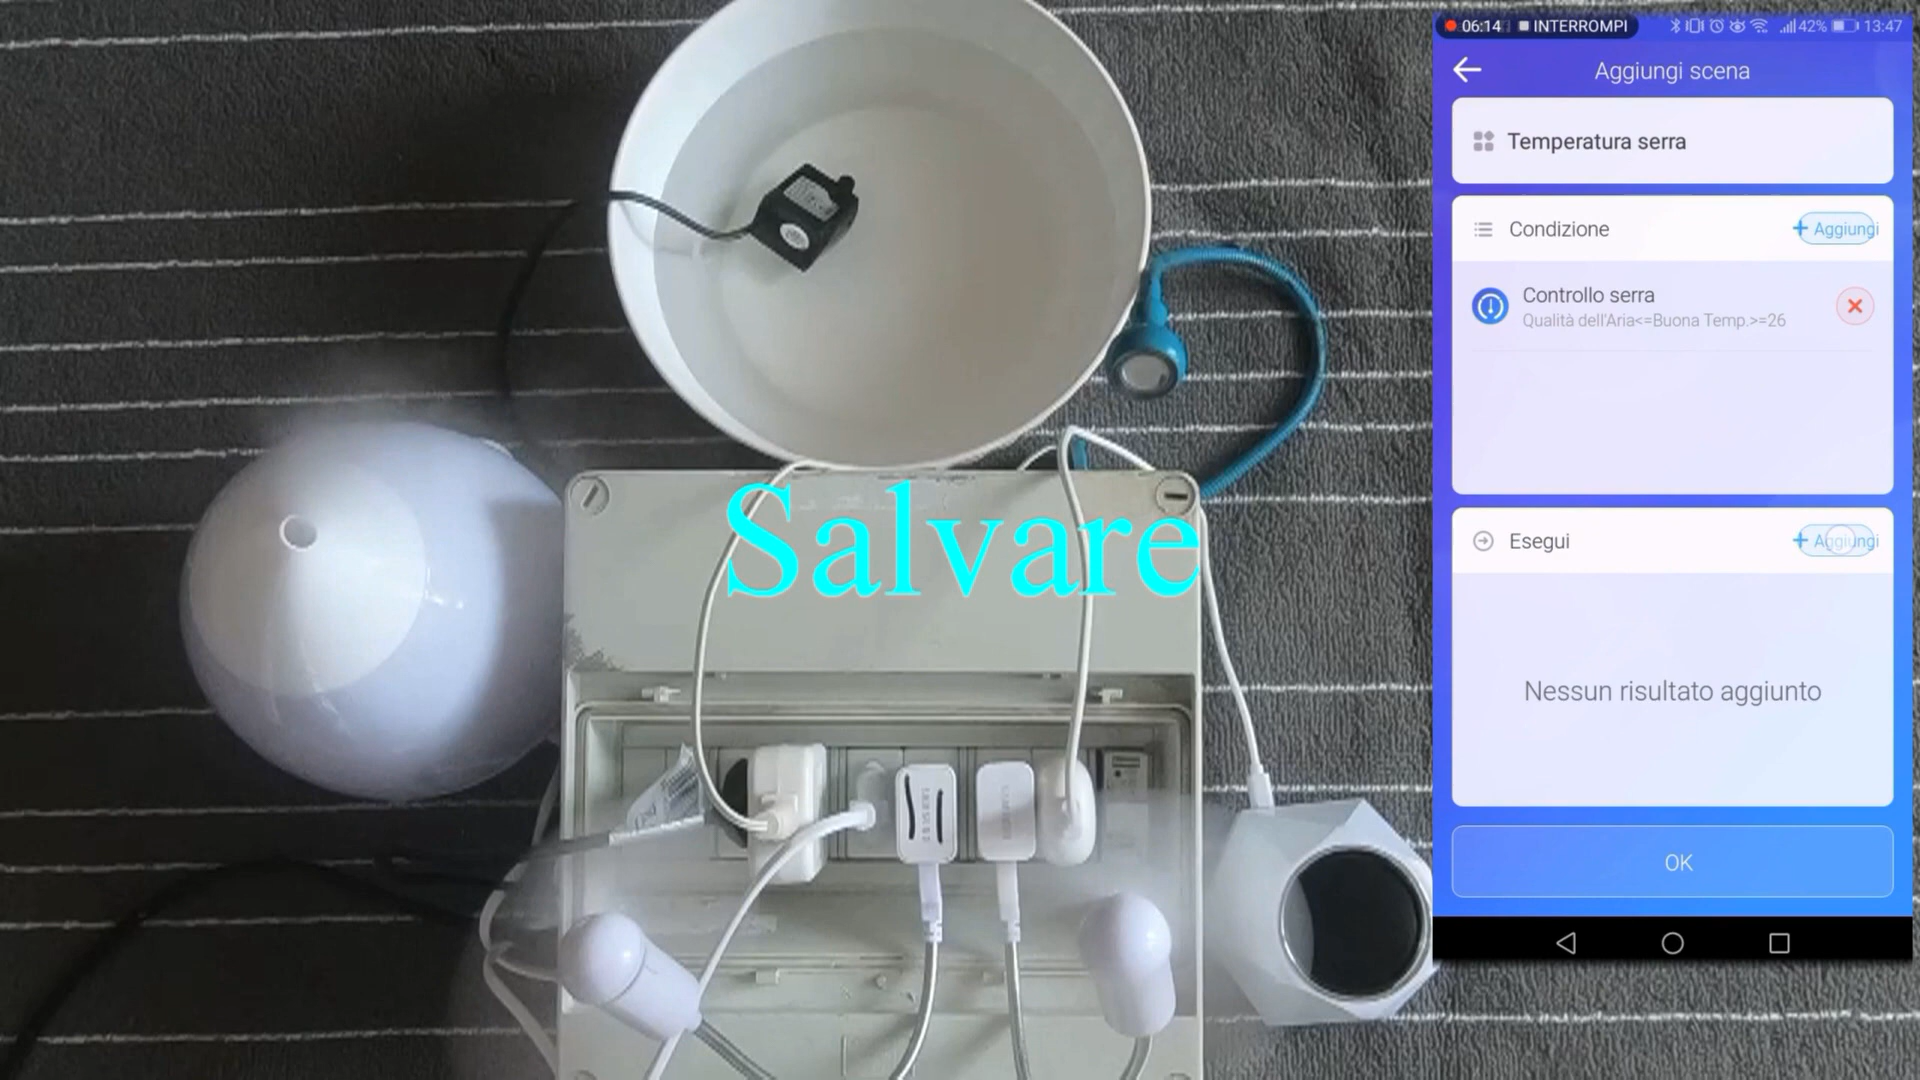 Salvare
06:14 INTERROMPI 42% 13:47
Aggiungi scena
Temperatura serra
Condizione + Aggiungi
Controllo serra
Qualità dell'Aria<=Buona Temp.>=26
Esegui + Aggiungi
Nessun risultato aggiunto
OK